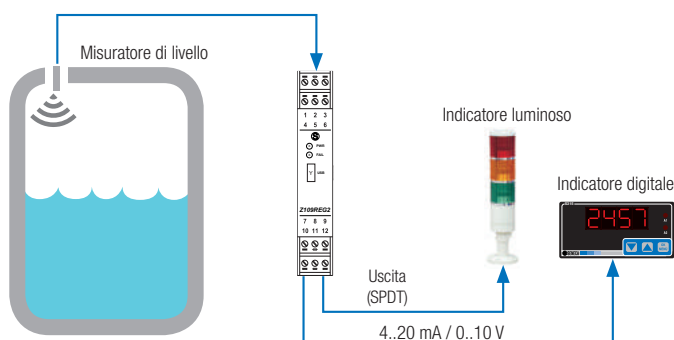 Misuratore di livello
1 2 3
4 5 6
S
PWR
FAIL
USB
Z109REG2
7 8 9
10 11 12
Indicatore luminoso
Indicatore digitale
2457
Uscita
(SPDT)
4..20 mA / 0..10 V